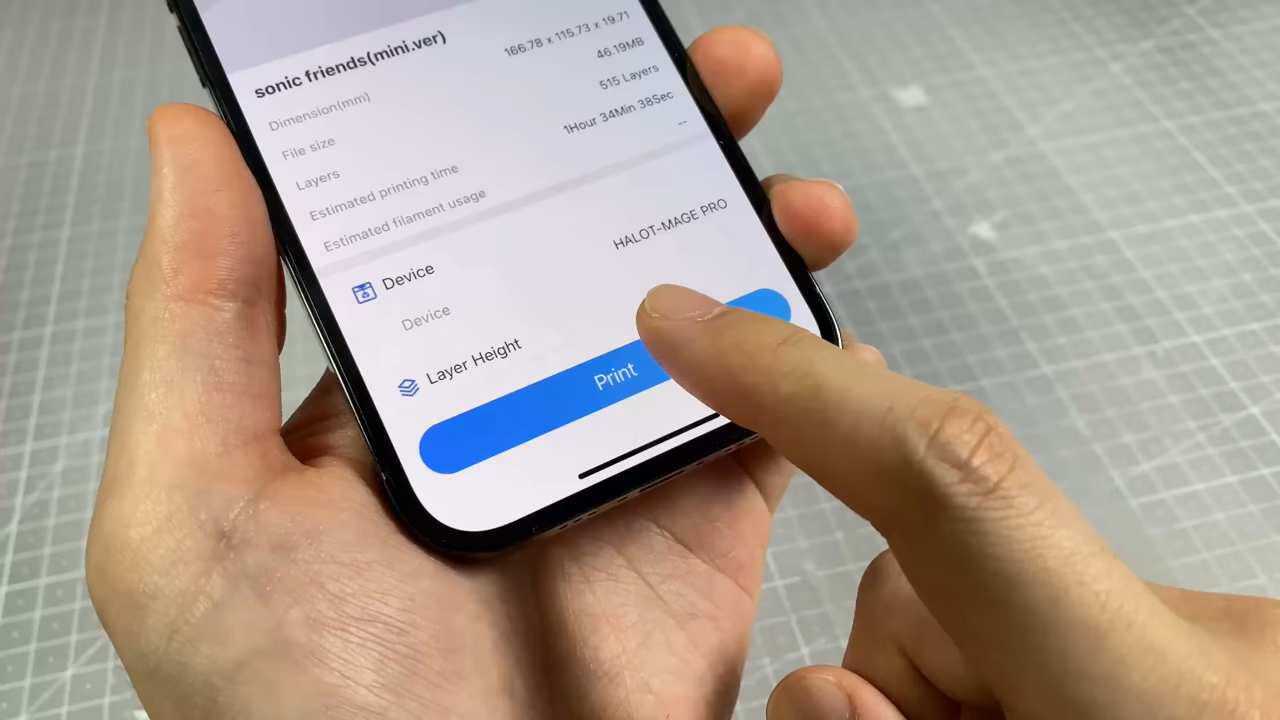 sonic friends(mini.ver)
Dimension(mm) 166.78 x 115.73 x 19.71
File size 46.19MB
Layers 515 Layers
Estimated printing time 1Hour 34Min 38Sec
Estimated filament usage --
Device
Device HALOT-MAGE PRO
Layer Height
Print